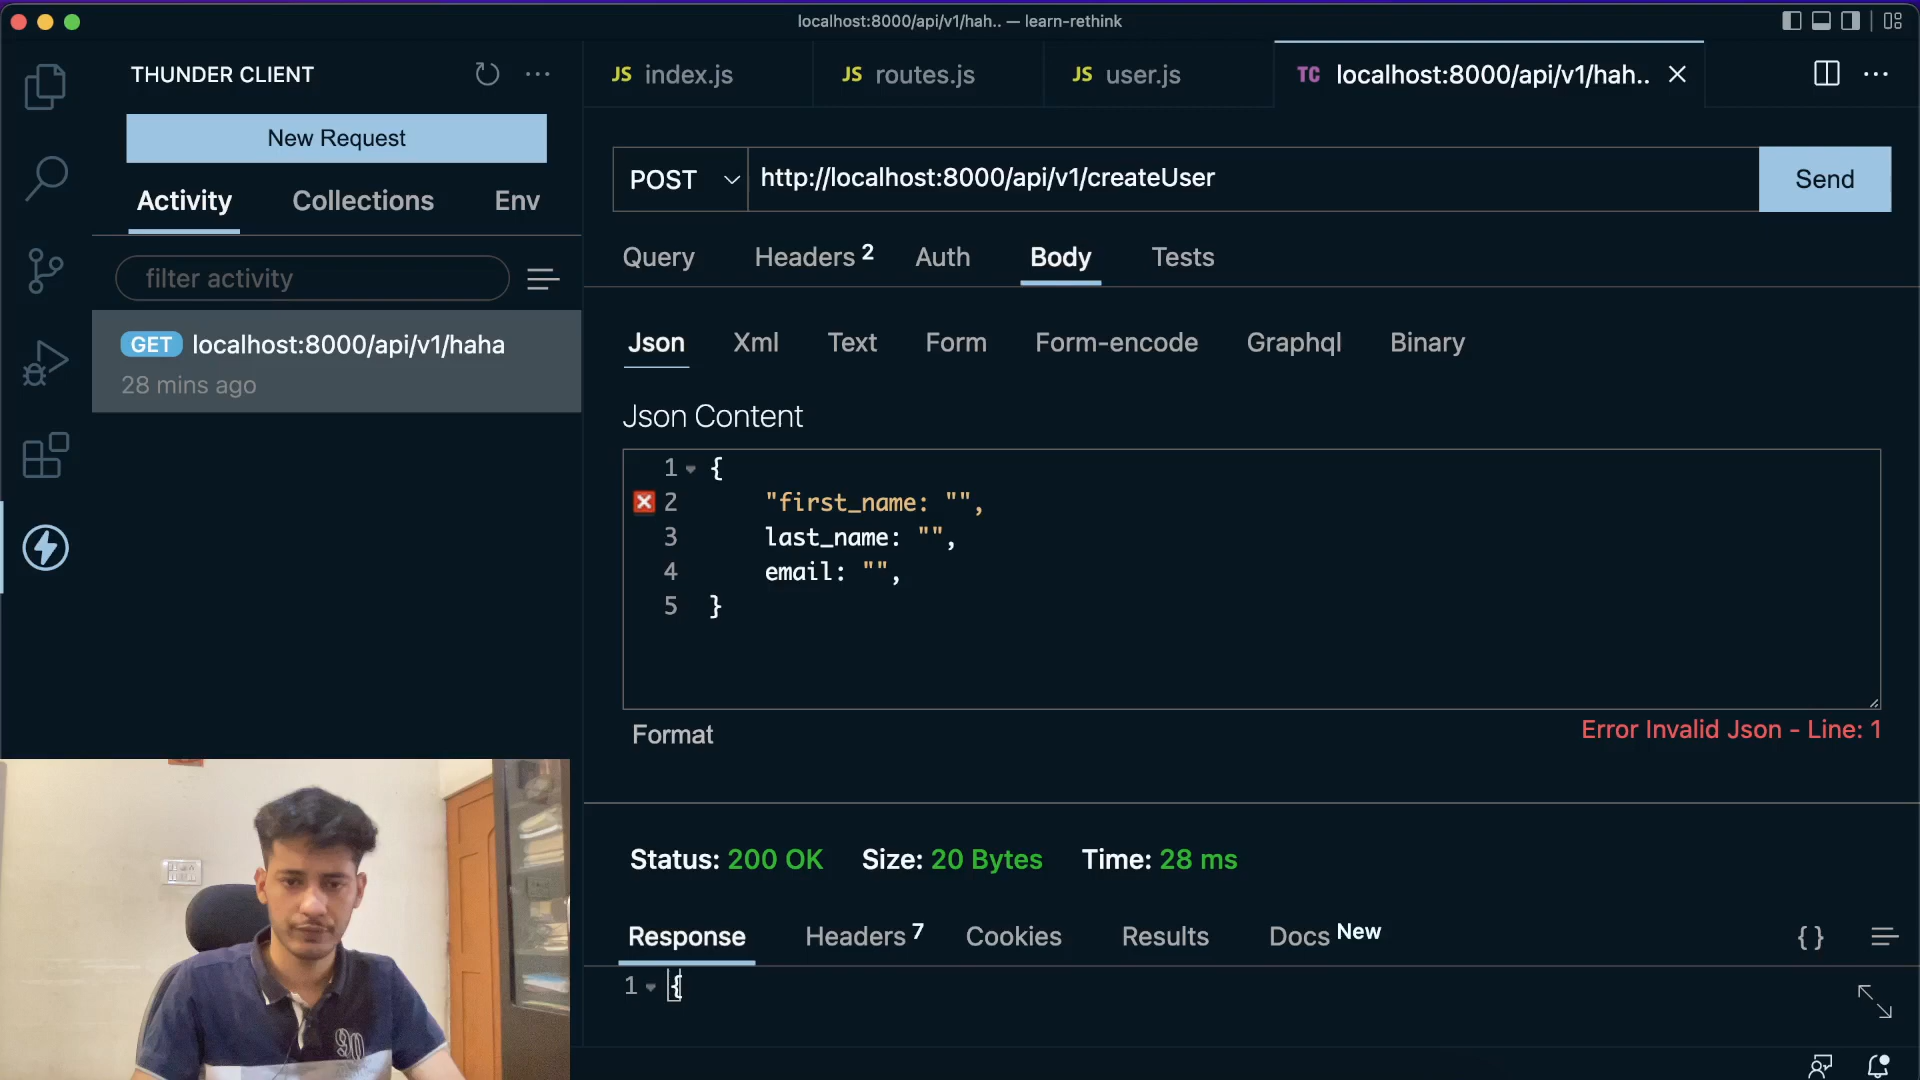 localhost:8000/api/v1/hah.. — learn-rethink
THUNDER CLIENT
New Request
Activity Collections Env
filter activity
GET localhost:8000/api/v1/haha
28 mins ago
JS index.js JS routes.js JS user.js TC localhost:8000/api/v1/hah..
POST http://localhost:8000/api/v1/createUser Send
Query Headers 2 Auth Body Tests
Json Xml Text Form Form-encode Graphql Binary
Json Content
1 {
2 "first_name: "",
3 last_name: "",
4 email: "",
5 }
Format Error Invalid Json - Line: 1
Status: 200 OK Size: 20 Bytes Time: 28 ms
Response Headers 7 Cookies Results Docs New {}
1 {